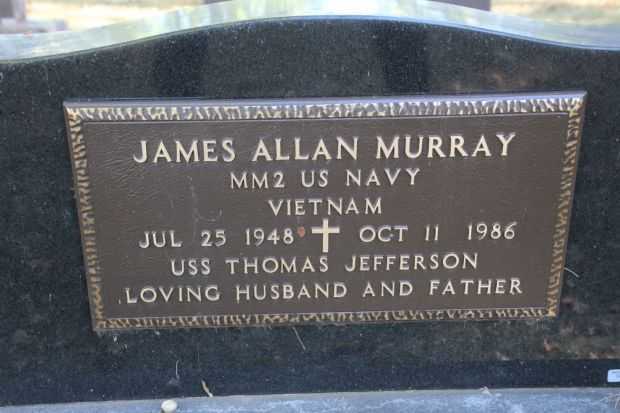 JAMES ALLAN MURRAY
MM2 US NAVY
VIETNAM
JUL 25 1948 OCT 11 1986
USS THOMAS JEFFERSON
LOVING HUSBAND AND FATHER